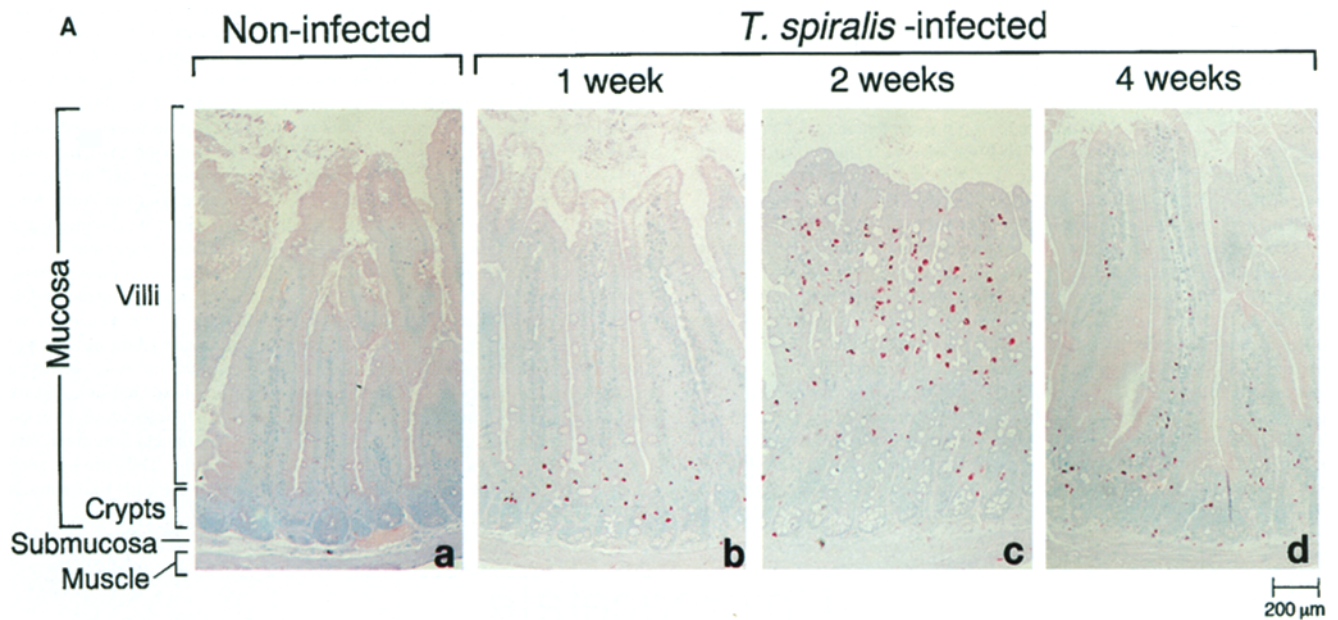 A
Non-infected
T. spiralis -infected
1 week
2 weeks
4 weeks
Mucosa
Villi
Crypts
Submucosa
Muscle
a
b
c
d
200 μm